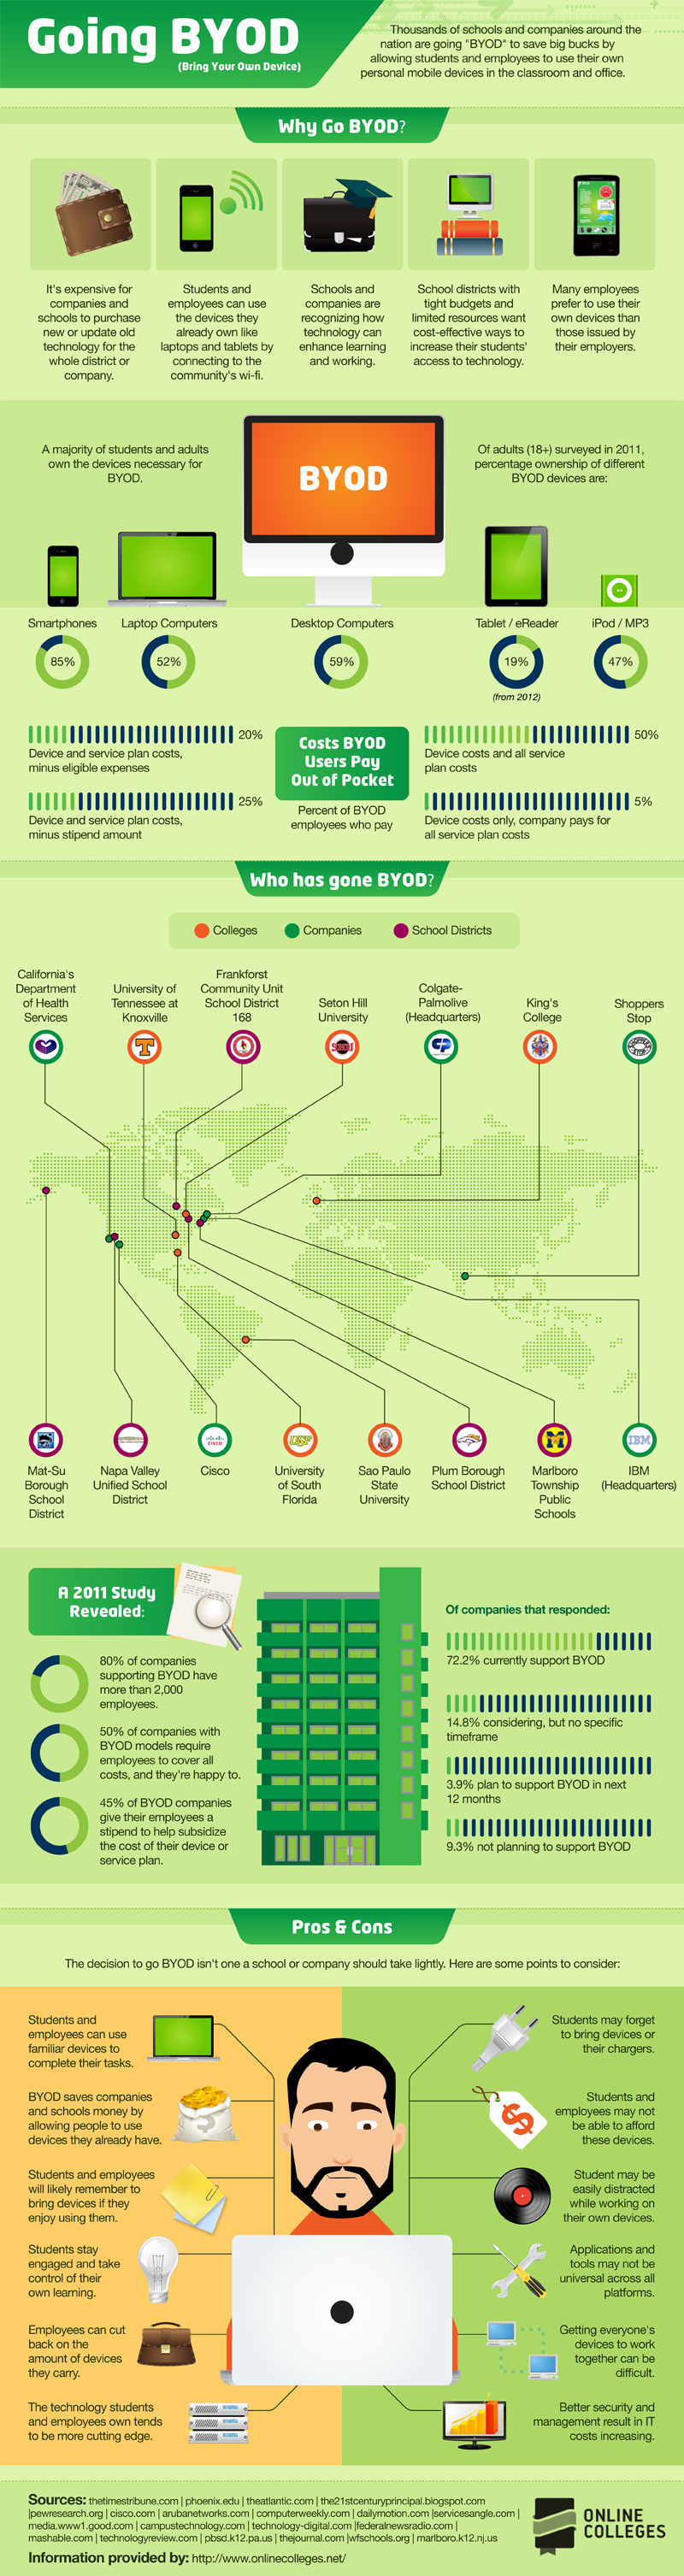 Going BYOD
(Bring Your Own Device)
Thousands of schools and companies around the
nation are going "BYOD" to save big bucks by
allowing students and employees to use their own
personal mobile devices in the classroom and office.
Why Go BYOD?
It's expensive for
companies and
schools to purchase
new or update old
technology for the
whole district or
company.
Students and
employees can use
the devices they
already own like
laptops and tablets by
connecting to the
community's wi-fi.
Schools and
companies are
recognizing how
technology can
enhance learning
and working.
School districts with
tight budgets and
limited resources want
cost-effective ways to
increase their students'
access to technology.
Many employees
prefer to use their
own devices than
those issued by
their employers.
A majority of students and adults
own the devices necessary for
BYOD.
BYOD
Of adults (18+) surveyed in 2011,
percentage ownership of different
BYOD devices are:
Smartphones
85%
Laptop Computers
52%
Desktop Computers
59%
Tablet / eReader
19%
(from 2012)
iPod / MP3
47%
20%
Device and service plan costs,
minus eligible expenses
25%
Device and service plan costs,
minus stipend amount
Costs BYOD
Users Pay
Out of Pocket
Percent of BYOD
employees who pay
50%
Device costs and all service
plan costs
5%
Device costs only, company pays for
all service plan costs
Who has gone BYOD?
Colleges
Companies
School Districts
California's
Department
of Health
Services
University of
Tennessee at
Knoxville
T
Frankforst
Community Unit
School District
168
Seton Hill
University
Colgate-
Palmolive
(Headquarters)
CP
King's
College
Shoppers
Stop
Mat-Su
Borough
School
District
Napa Valley
Unified School
District
CISCO
Cisco
USF
University
of South
Florida
Sao Paulo
State
University
Plum Borough
School District
M
Marlboro
Township
Public
Schools
IBM
IBM
(Headquarters)
A 2011 Study
Revealed:
80% of companies
supporting BYOD have
more than 2,000
employees.
50% of companies with
BYOD models require
employees to cover all
costs, and they're happy to.
45% of BYOD companies
give their employees a
stipend to help subsidize
the cost of their device or
service plan.
Of companies that responded:
72.2% currently support BYOD
14.8% considering, but no specific
timeframe
3.9% plan to support BYOD in next
12 months
9.3% not planning to support BYOD
Pros & Cons
The decision to go BYOD isn't one a school or company should take lightly. Here are some points to consider:
Students and
employees can use
familiar devices to
complete their tasks.
BYOD saves companies
and schools money by
allowing people to use
devices they already have.
Students and employees
will likely remember to
bring devices if they
enjoy using them.
Students stay
engaged and take
control of their
own learning.
Employees can cut
back on the
amount of devices
they carry.
The technology students
and employees own tends
to be more cutting edge.
Students may forget
to bring devices or
their chargers.
Students and
employees may not
be able to afford
these devices.
Student may be
easily distracted
while working on
their own devices.
Applications and
tools may not be
universal across all
platforms.
Getting everyone's
devices to work
together can be
difficult.
Better security and
management result in IT
costs increasing.
Sources: thetimestribune.com | phoenix.edu | theatlantic.com | the21stcenturyprincipal.blogspot.com
|pewresearch.org | cisco.com | arubanetworks.com | computerweekly.com | dailymotion.com |servicesangle.com |
media.www1.good.com | campustechnology.com | technology-digital.com |federalnewsradio.com |
mashable.com | technologyreview.com | pbsd.k12.pa.us | thejournal.com |wfschools.org | marlboro.k12.nj.us
Information provided by: http://www.onlinecolleges.net/
ONLINE
COLLEGES